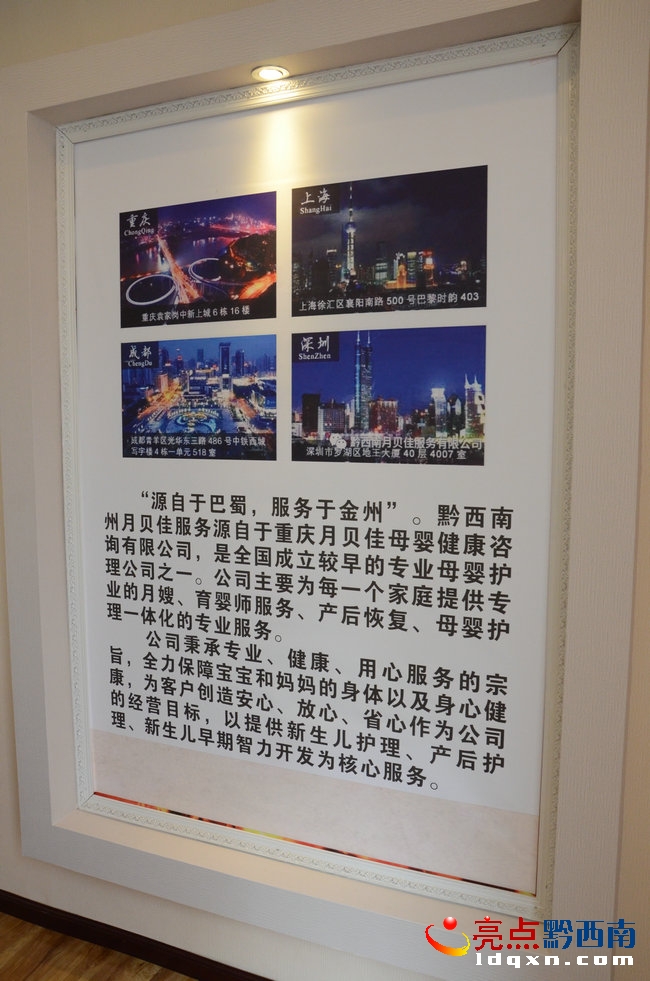 重庆
ChongQing
重庆袁家岗中新上城6栋16楼
上海
ShangHai
上海徐汇区襄阳南路500号巴黎时韵403
成都
ChengDu
成都青羊区光华东三路486号中铁西城
写字楼4栋一单元518室
深圳
ShenZhen
黔西南月贝佳服务有限公司
深圳市罗湖区地王大厦40层4007室
“源自于巴蜀，服务于金州”。黔西南
州月贝佳服务源自于重庆月贝佳母婴健康咨
询有限公司，是全国成立较早的专业母婴护
理公司之一。公司主要为每一个家庭提供专
业的月嫂、育婴师服务、产后恢复、母婴护
理一体化的专业服务。
公司秉承专业、健康、用心服务的宗
旨，全力保障宝宝和妈妈的身体以及身心健
康，为客户创造安心、放心、省心作为公司
的经营目标，以提供新生儿护理、产后护
理、新生儿早期智力开发为核心服务。
亮点黔西南
ldqxn.com